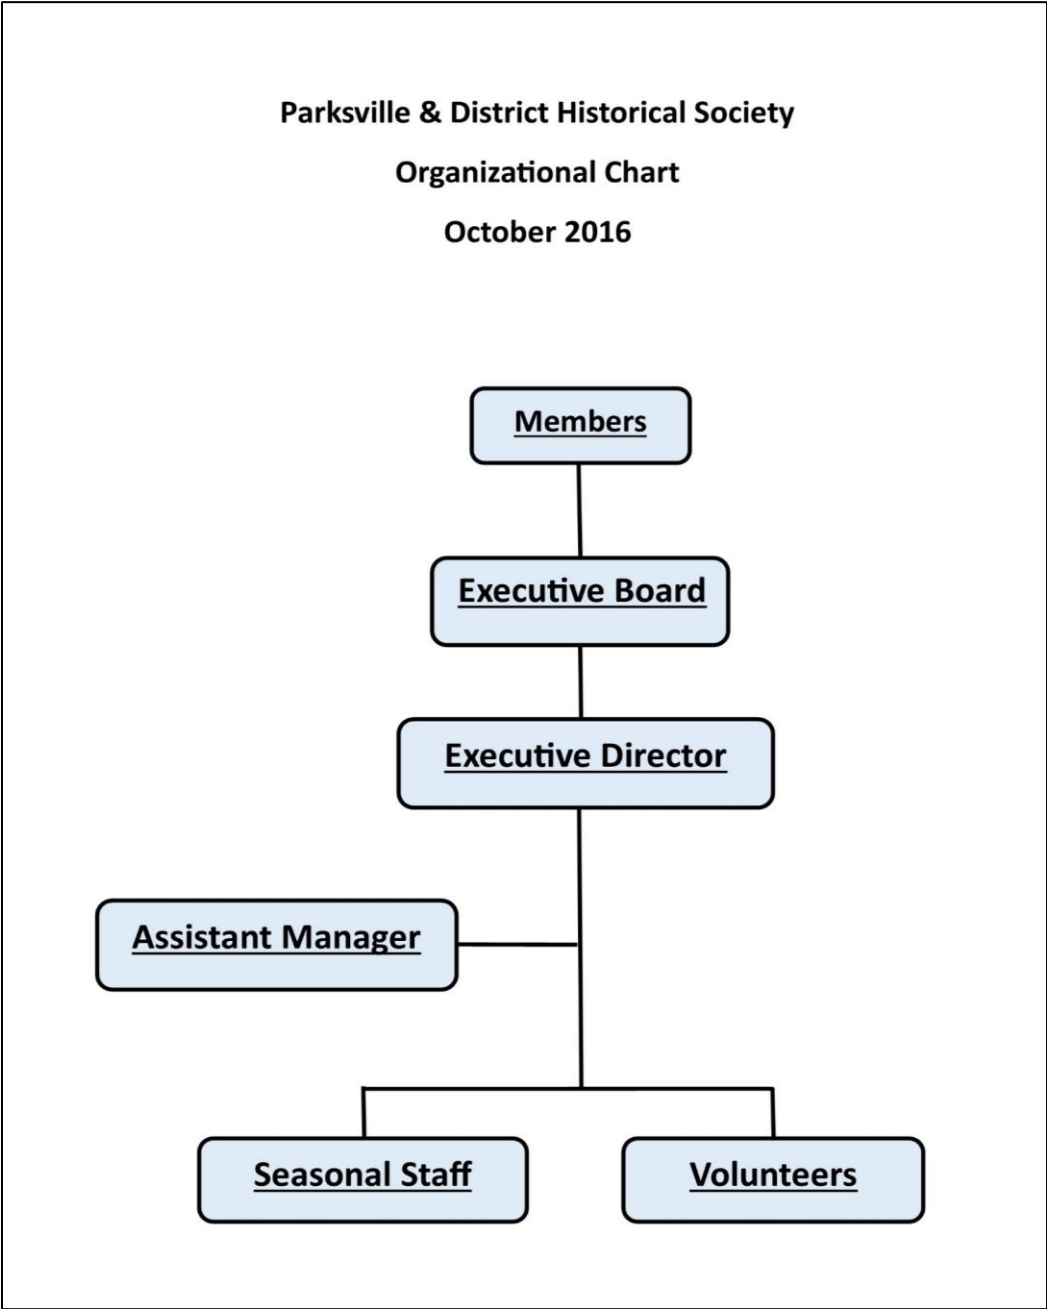 Parksville & District Historical Society
Organizational Chart
October 2016
Members
Executive Board
Executive Director
Assistant Manager
Seasonal Staff
Volunteers